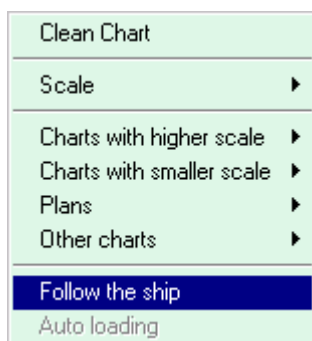 Clean Chart
Scale
Charts with higher scale
Charts with smaller scale
Plans
Other charts
Follow the ship
Auto loading